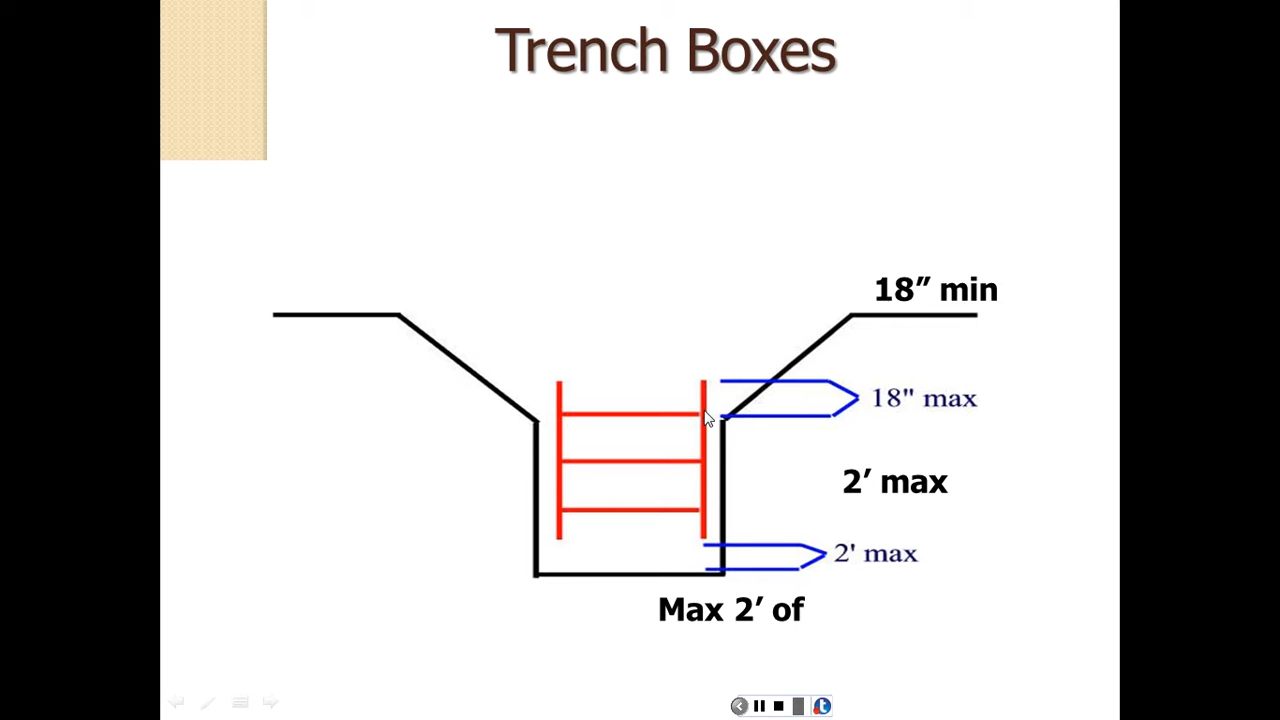 Trench Boxes
18” min
18" max
2’ max
2' max
Max 2’ of